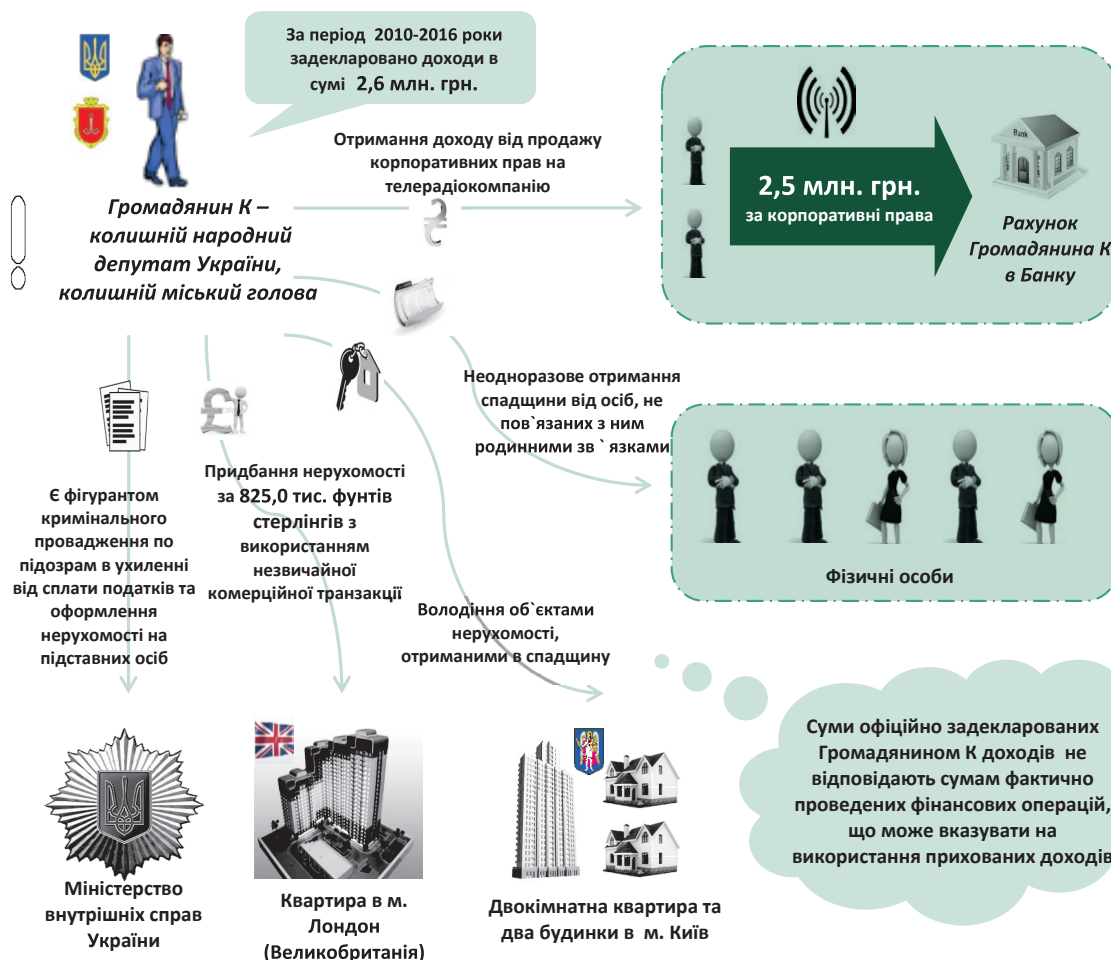 За період 2010-2016 роки
задекларовано доходи в
сумі 2,6 млн. грн.
Отримання доходу від продажу
корпоративних прав на
телерадіокомпанію
2,5 млн. грн.
за корпоративні права
Bank
Рахунок
Громадянина К
в Банку
Громадянин К –
колишній народний
депутат України,
колишній міський голова
Неодноразове отримання
спадщини від осіб, не
пов`язаних з ним
родинними зв ` язками
Фізичні особи
Є фігурантом
кримінального
провадження по
підозрам в ухиленні
від сплати податків та
оформлення
нерухомості на
підставних осіб
Придбання нерухомості
за 825,0 тис. фунтів
стерлінгів з
використанням
незвичайної
комерційної транзакції
Володіння об`єктами
нерухомості,
отриманими в спадщину
Суми офіційно задекларованих
Громадянином К доходів не
відповідають сумам фактично
проведених фінансових операцій,
що може вказувати на
використання прихованих доходів
Міністерство
внутрішніх справ
України
Квартира в м.
Лондон
(Великобританія)
Двокімнатна квартира та
два будинки в м. Київ